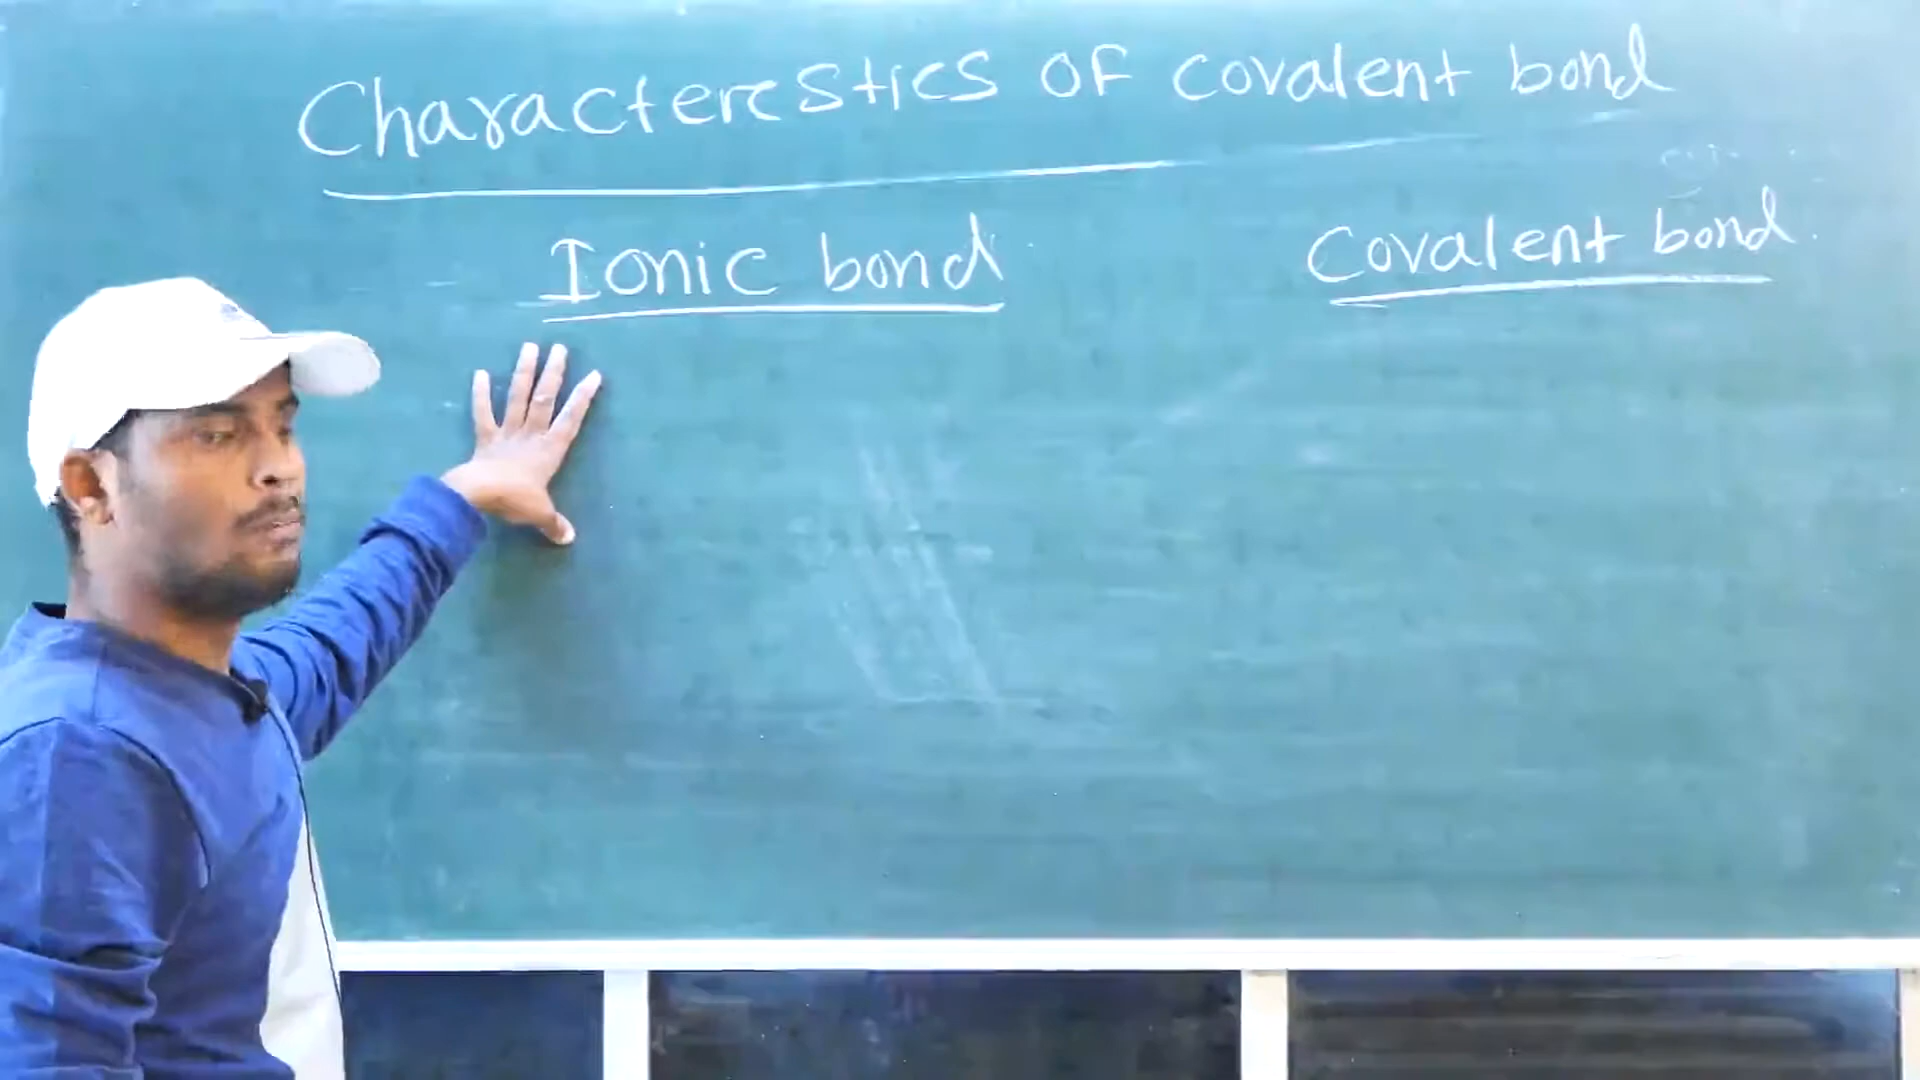 Characterestics OF covalent bond
Ionic bond
Covalent bond.